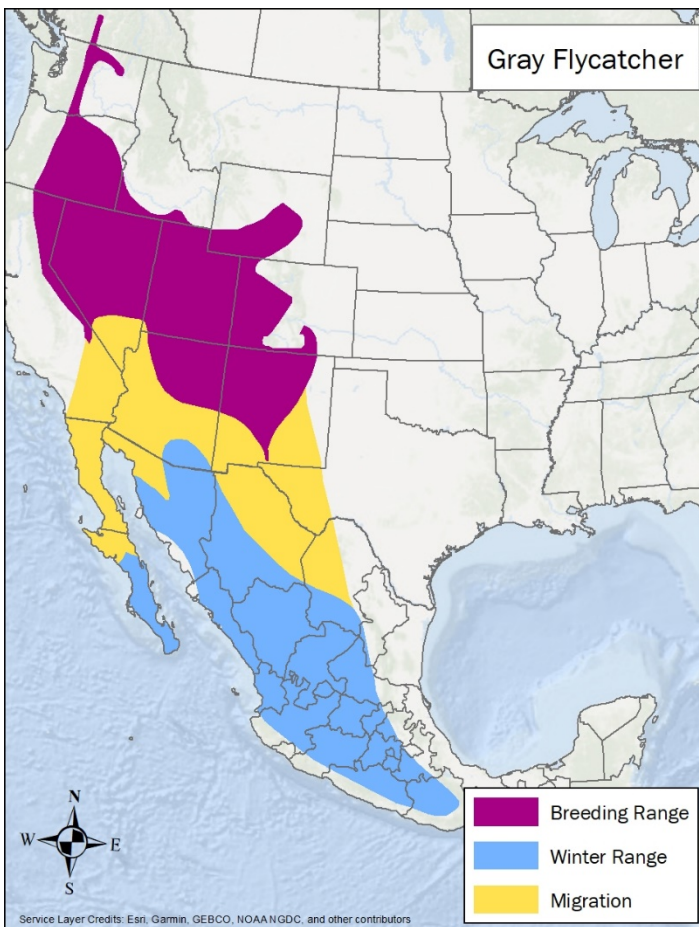 Gray Flycatcher
N
W
E
S
Breeding Range
Winter Range
Migration
Service Layer Credits: Esri, Garmin, GEBCO, NOAA NGDC, and other contributors